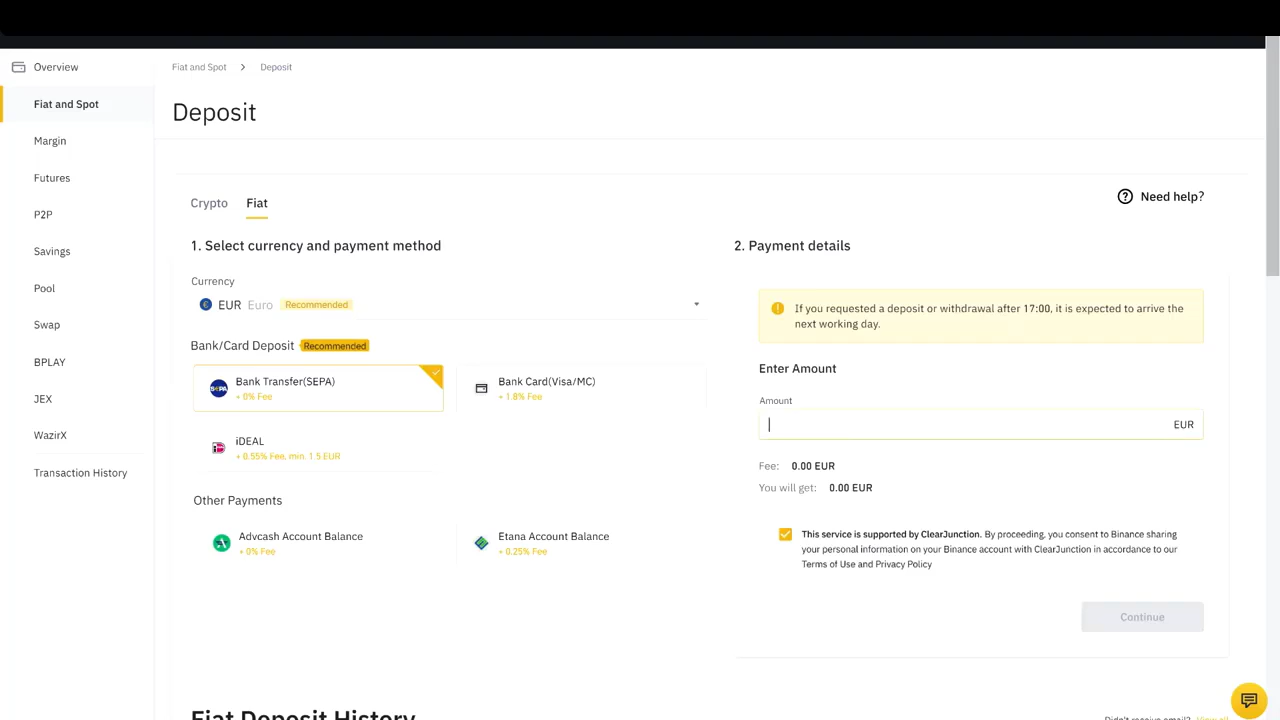 Overview
Fiat and Spot
Margin
Futures
P2P
Savings
Pool
Swap
BPLAY
JEX
WazirX
Transaction History
Fiat and Spot > Deposit
Deposit
Crypto Fiat
Need help?
1. Select currency and payment method
Currency
EUR Euro Recommended
Bank/Card Deposit Recommended
SEPA
Bank Transfer(SEPA)
+ 0% Fee
Bank Card(Visa/MC)
+ 1.8% Fee
iDEAL
+ 0.55% Fee, min. 1.5 EUR
Other Payments
Advcash Account Balance
+ 0% Fee
Etana Account Balance
+ 0.25% Fee
2. Payment details
If you requested a deposit or withdrawal after 17:00, it is expected to arrive the
next working day.
Enter Amount
Amount
EUR
Fee: 0.00 EUR
You will get: 0.00 EUR
This service is supported by ClearJunction. By proceeding, you consent to Binance sharing
your personal information on your Binance account with ClearJunction in accordance to our
Terms of Use and Privacy Policy
Continue
Fiat Deposit History
Didn't receive email? View all